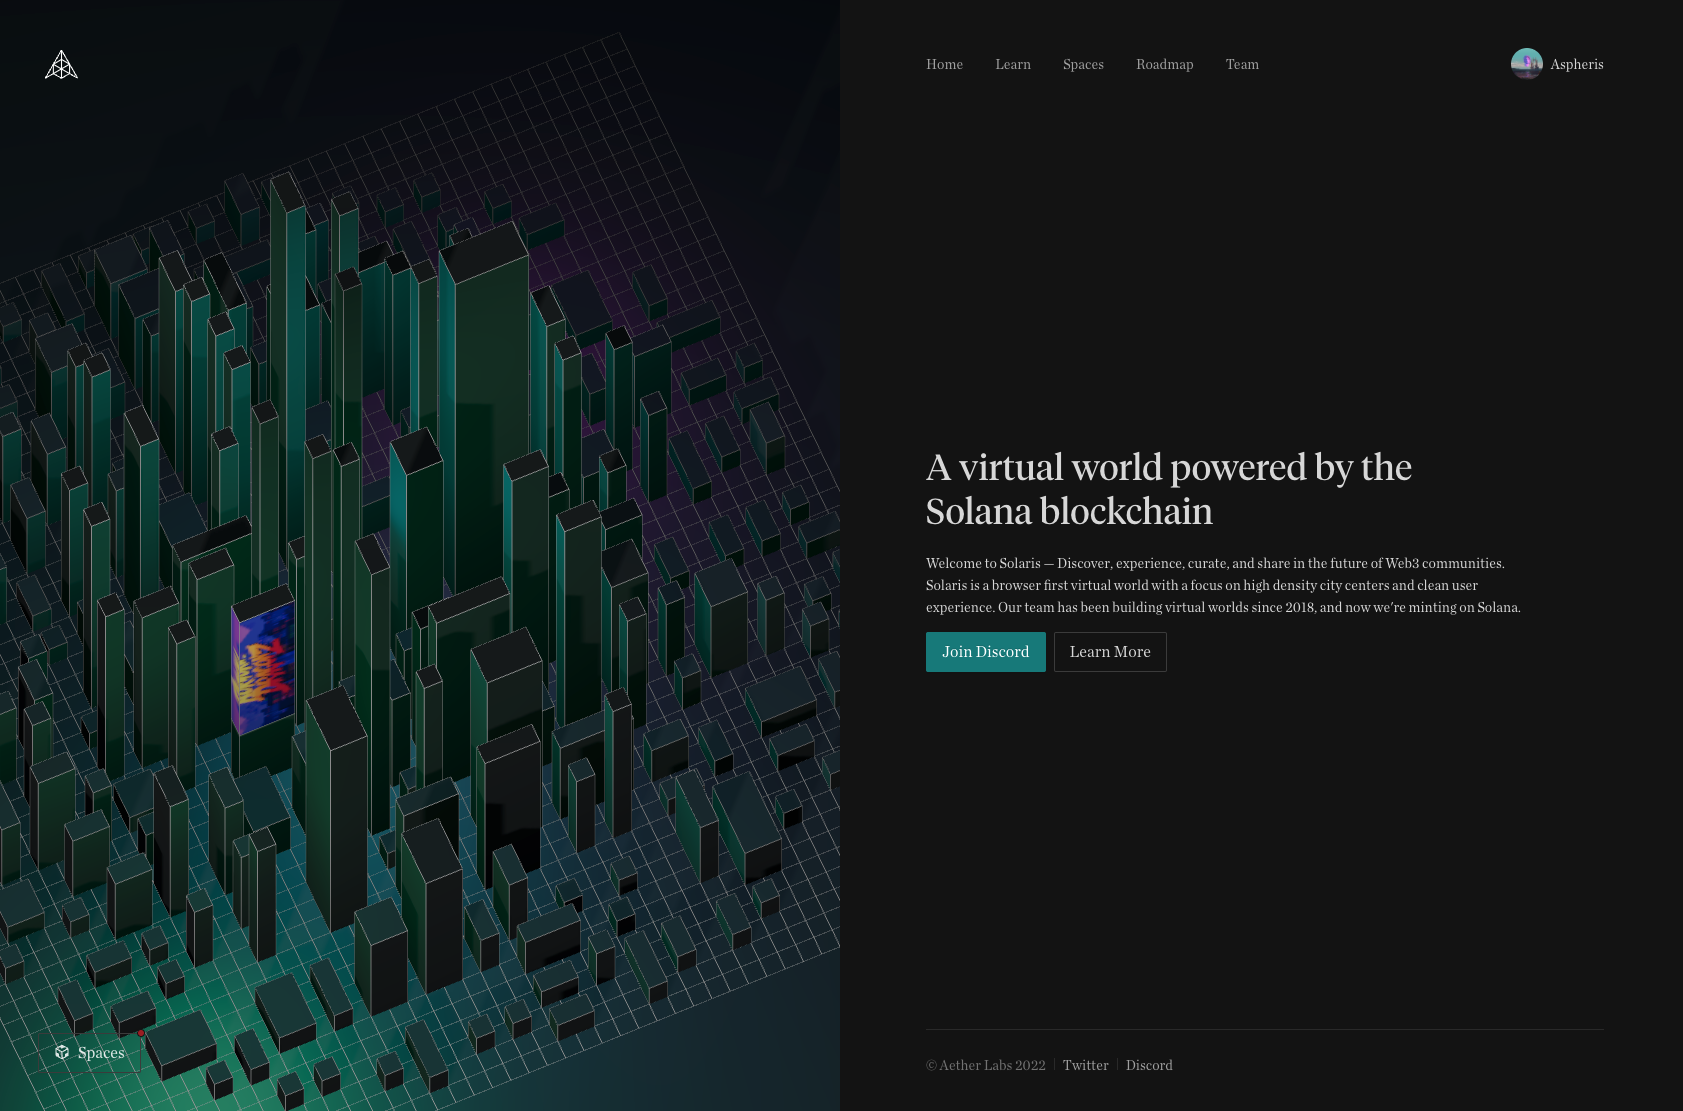 Home
Learn
Spaces
Roadmap
Team
Aspheris
A virtual world powered by the
Solana blockchain
Welcome to Solaris — Discover, experience, curate, and share in the future of Web3 communities.
Solaris is a browser first virtual world with a focus on high density city centers and clean user
experience. Our team has been building virtual worlds since 2018, and now we're minting on Solana.
Join Discord
Learn More
Spaces
© Aether Labs 2022
Twitter
Discord